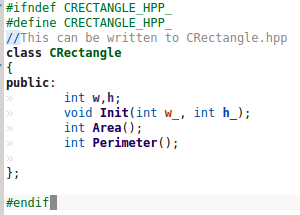 #ifndef CRECTANGLE_HPP_
#define CRECTANGLE_HPP_
//This can be written to CRectangle.hpp
class CRectangle
{
public:
» int w,h;
» void Init(int w_, int h_);
» int Area();
» int Perimeter();
»
};
#endif